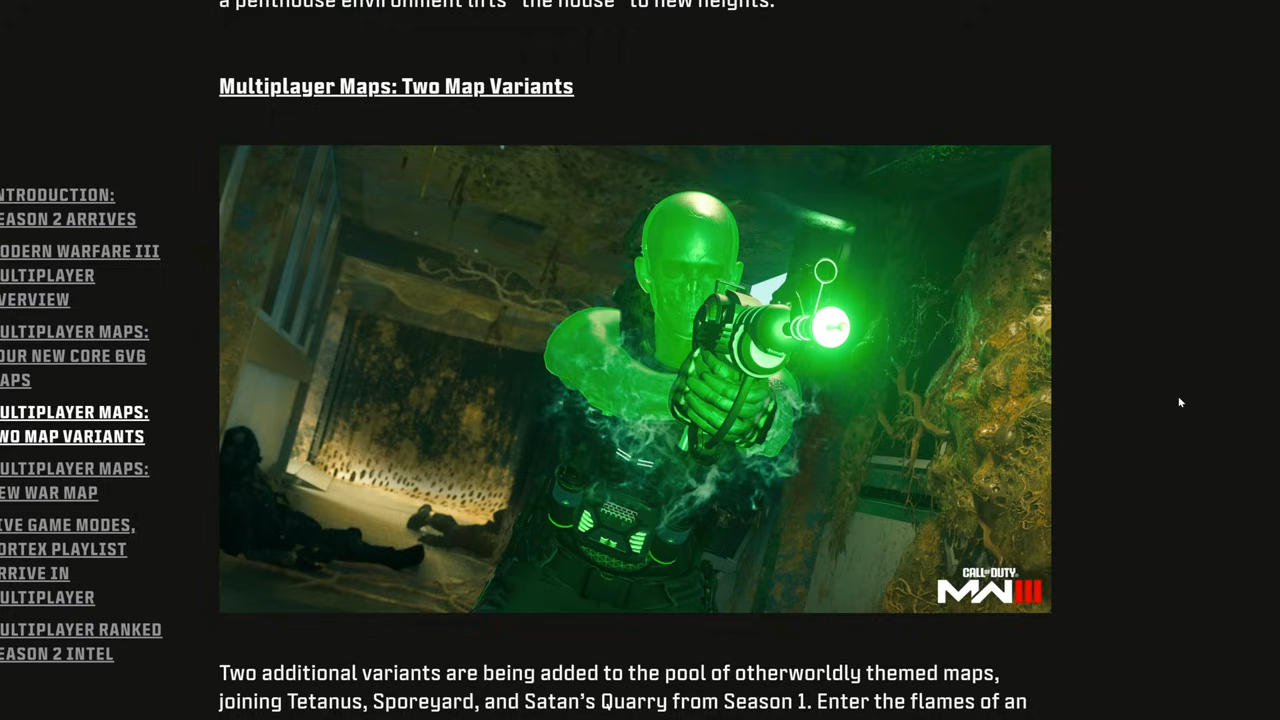 a penthouse environment lifts "the house" to new heights.
Multiplayer Maps: Two Map Variants
NTRODUCTION:
EASON 2 ARRIVES
ODERN WARFARE III
ULTIPLAYER
VERVIEW
ULTIPLAYER MAPS:
OUR NEW CORE 6V6
APS
ULTIPLAYER MAPS:
WO MAP VARIANTS
ULTIPLAYER MAPS:
EW WAR MAP
IVE GAME MODES,
ORTEX PLAYLIST
RRIVE IN
ULTIPLAYER
ULTIPLAYER RANKED
EASON 2 INTEL
CALL OF DUTY
MWIII
Two additional variants are being added to the pool of otherworldly themed maps,
joining Tetanus, Sporeyard, and Satan's Quarry from Season 1. Enter the flames of an